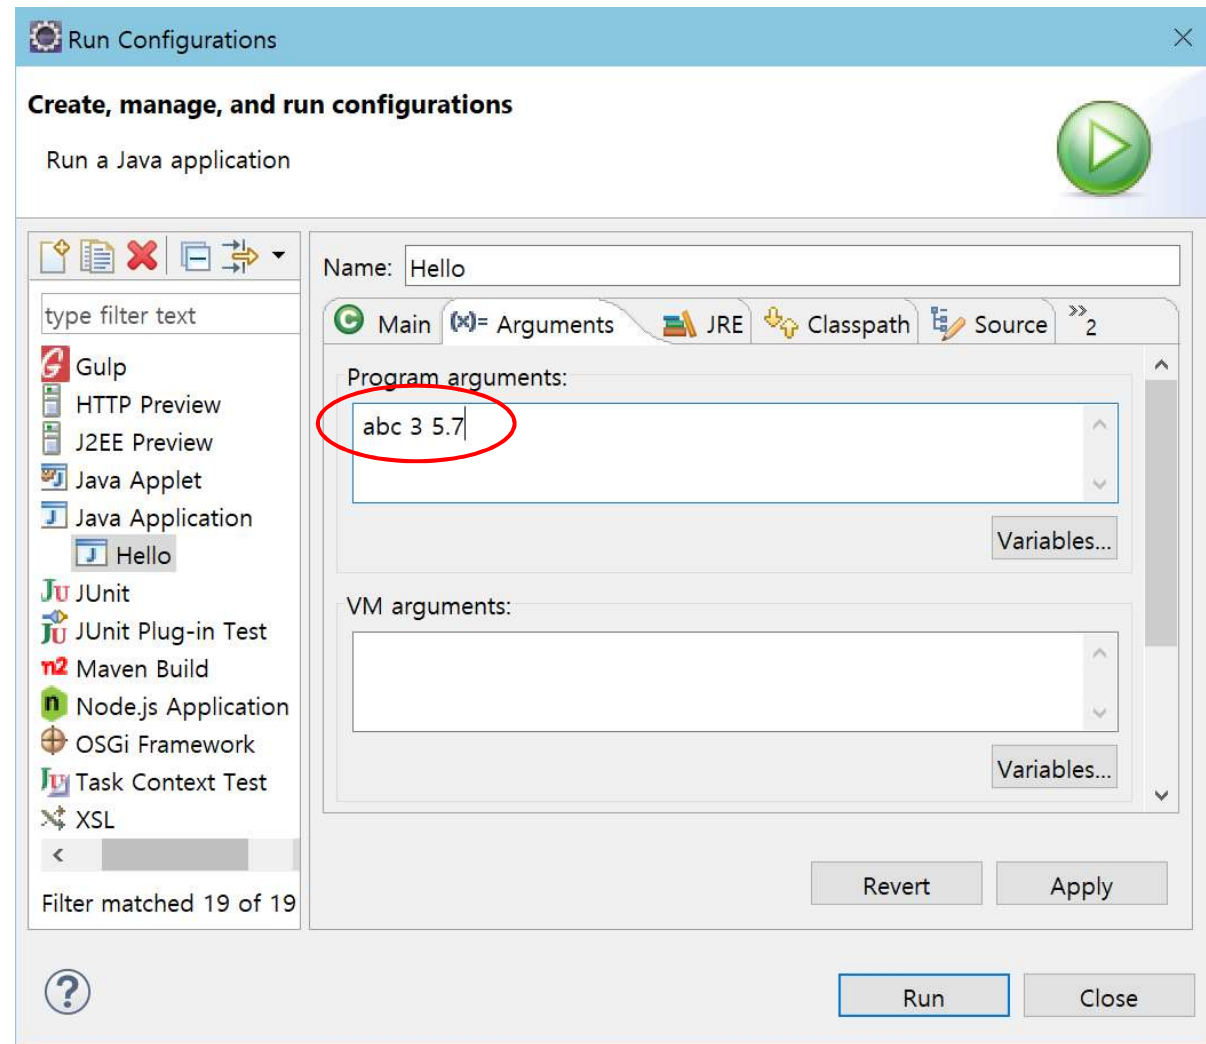 Run Configurations
Create, manage, and run configurations
Run a Java application
type filter text
Gulp
HTTP Preview
J2EE Preview
Java Applet
Java Application
Hello
JUnit
JUnit Plug-in Test
Maven Build
Node.js Application
OSGi Framework
Task Context Test
XSL
Filter matched 19 of 19
Name: Hello
Main (x)= Arguments JRE Classpath Source »2
Program arguments:
abc 3 5.7
Variables...
VM arguments:
Variables...
Revert Apply
Run Close